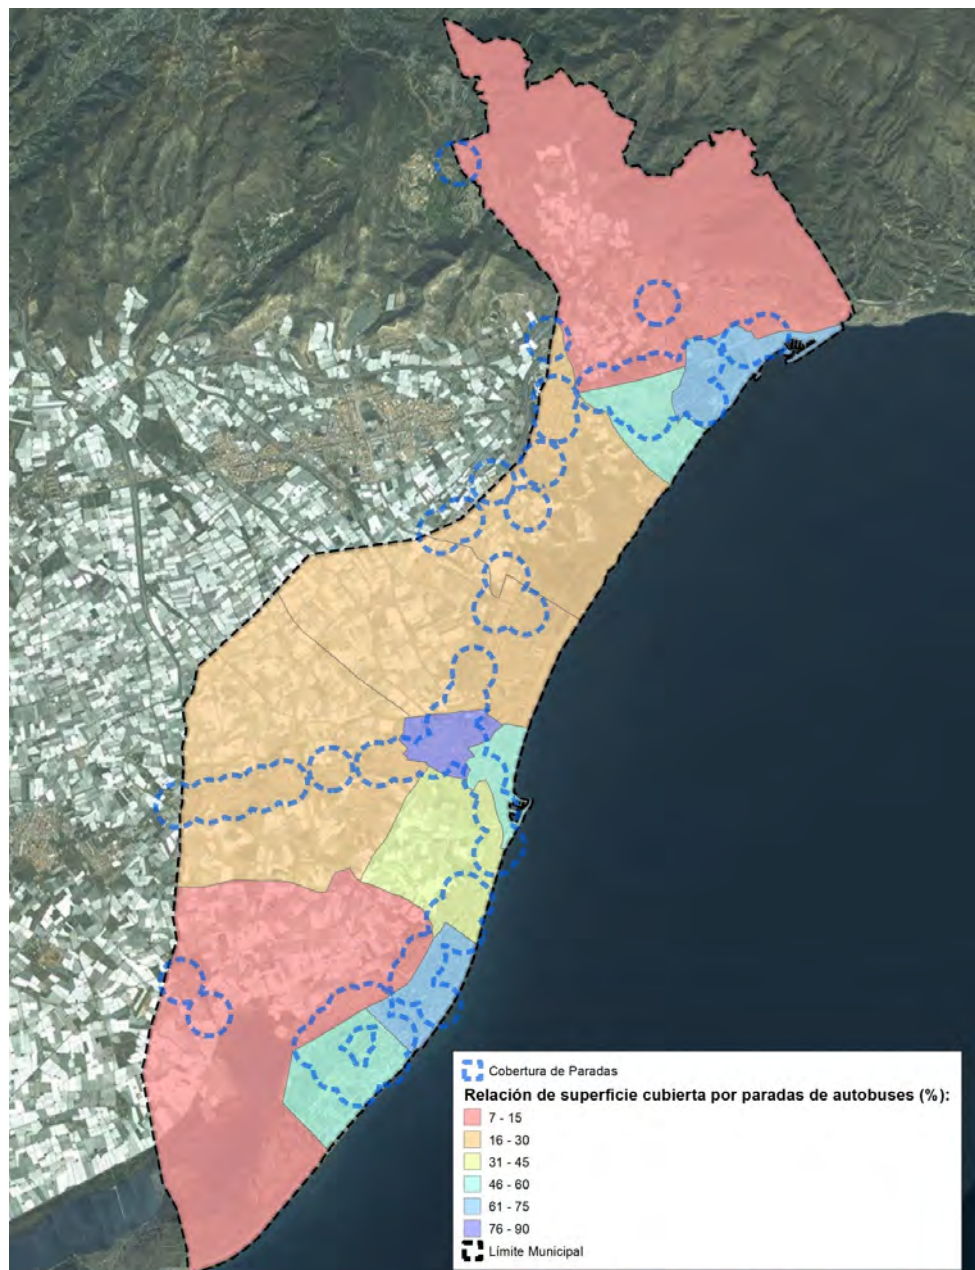 Cobertura de Paradas
Relación de superficie cubierta por paradas de autobuses (%):
7 - 15
16 - 30
31 - 45
46 - 60
61 - 75
76 - 90
Límite Municipal